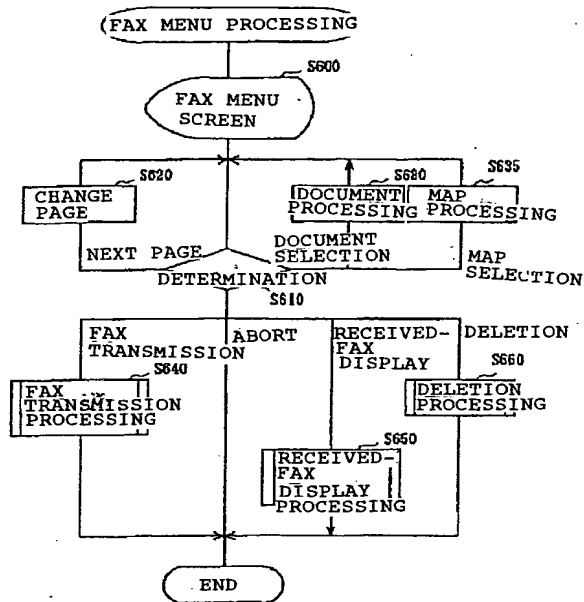 FAX MENU PROCESSING
S600
FAX MENU
SCREEN
S620
CHANGE
PAGE
S680
DOCUMENT
PROCESSING
S635
MAP
PROCESSING
NEXT PAGE
DOCUMENT
SELECTION
MAP
SELECTION
DETERMINATION
S610
FAX
TRANSMISSION
ABORT
RECEIVED-
FAX
DISPLAY
DELETION
S640
FAX
TRANSMISSION
PROCESSING
S660
DELETION
PROCESSING
S650
RECEIVED-
FAX
DISPLAY
PROCESSING
END